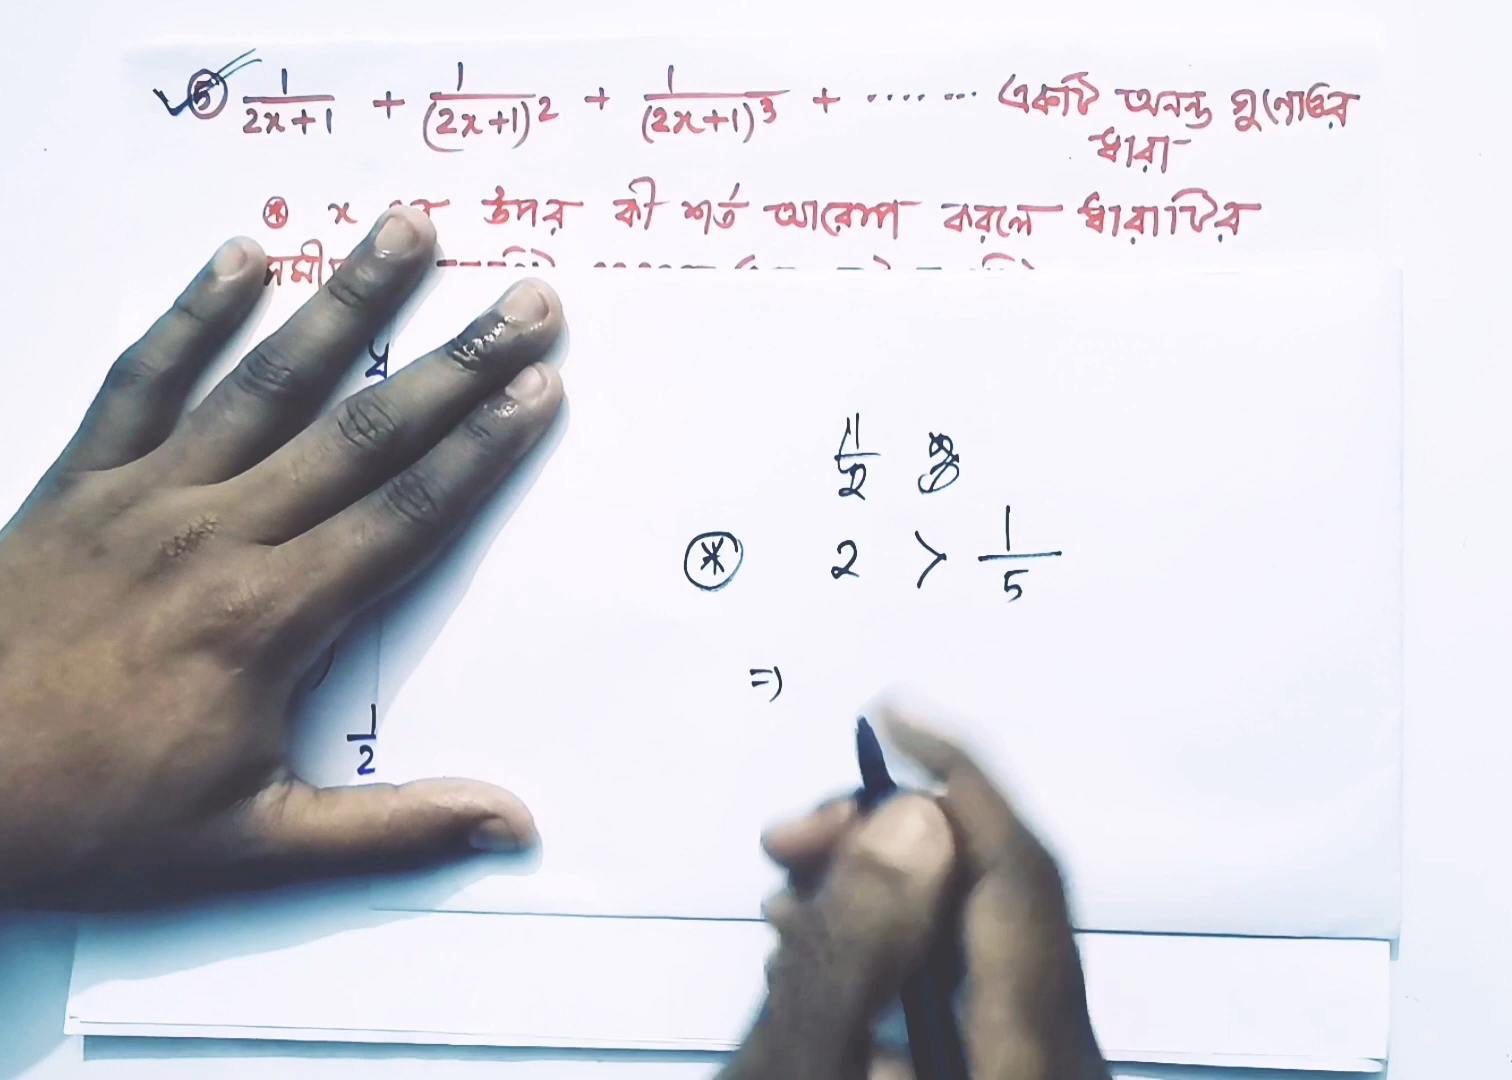 ⑤ 1/(2x+1) + 1/(2x+1)² + 1/(2x+1)³ + ........ একটি অনন্ত গুণোত্তর
ধারা
⊛ x এর উপর কী শর্ত আরোপ করলে ধারাটির
1/2
⊛ 2 > 1/5
=>
1/2